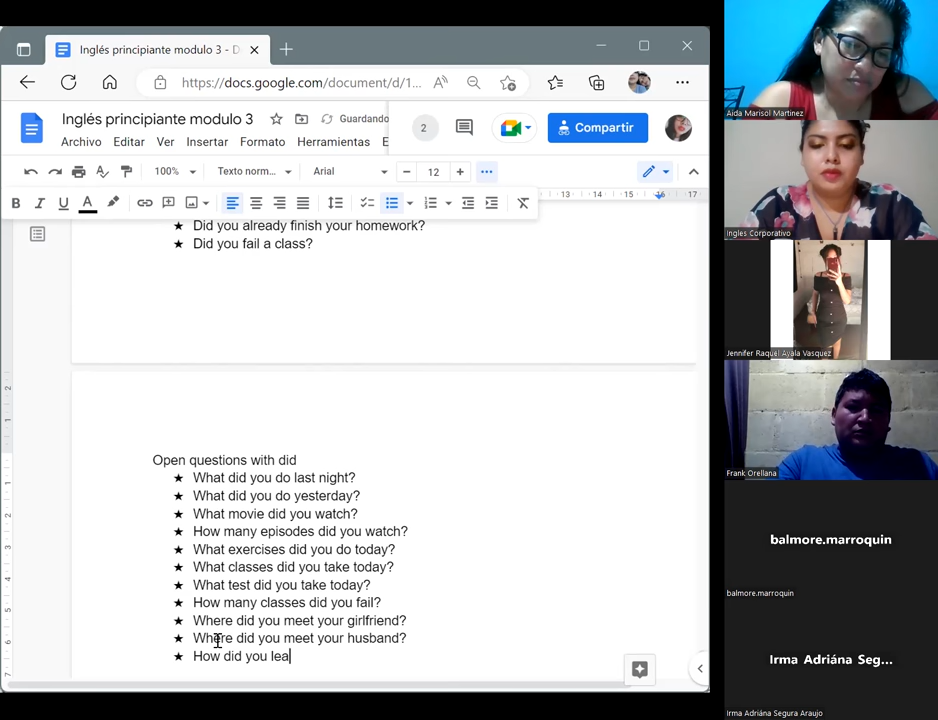 Inglés principiante modulo 3 - D
https://docs.google.com/document/d/1...
Inglés principiante modulo 3
Guardando
2
Compartir
Archivo Editar Ver Insertar Formato Herramientas E
100% Texto norm... Arial 12
13 14 15 16 17
Did you already finish your homework?
Did you fail a class?
Open questions with did
What did you do last night?
What did you do yesterday?
What movie did you watch?
How many episodes did you watch?
What exercises did you do today?
What classes did you take today?
What test did you take today?
How many classes did you fail?
Where did you meet your girlfriend?
Where did you meet your husband?
How did you lea
Aida Marisol Martinez
Ingles Corporativo
Jennifer Raquel Ayala Vasquez
Frank Orellana
balmore.marroquin
balmore.marroquin
Irma Adriána Seg...
Irma Adriána Segura Araujo